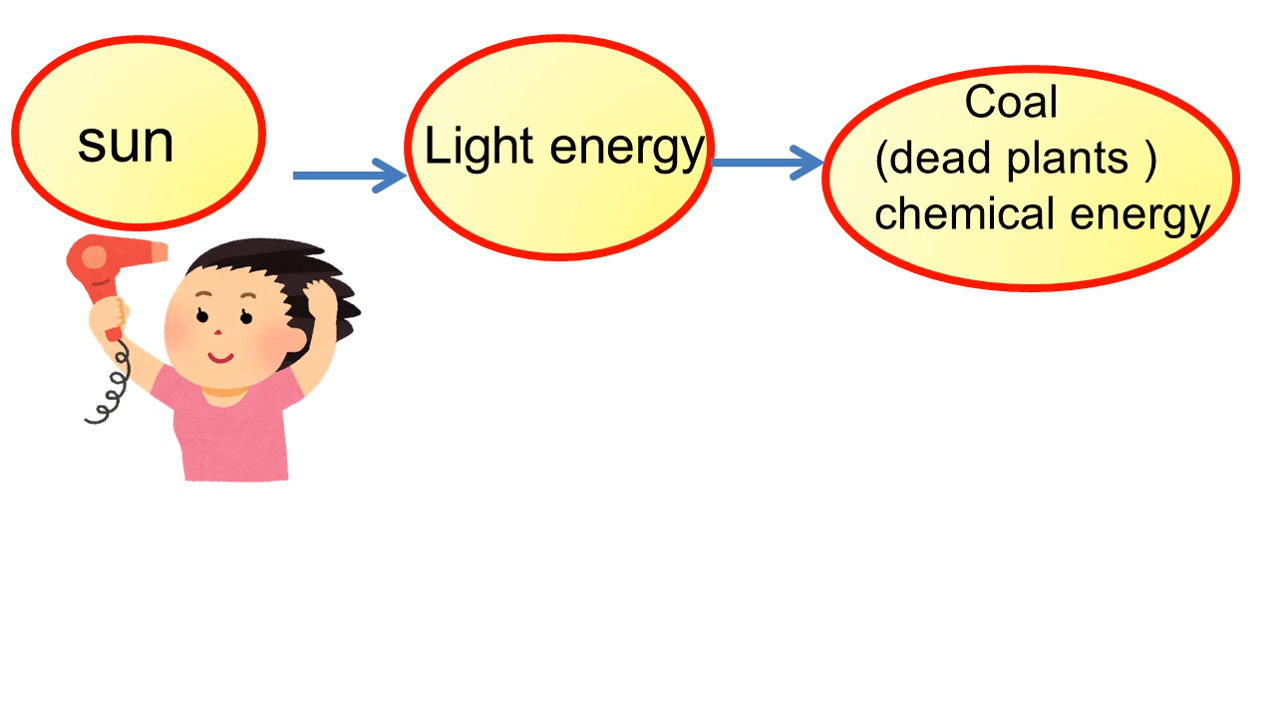 sun
Light energy
Coal
(dead plants )
chemical energy